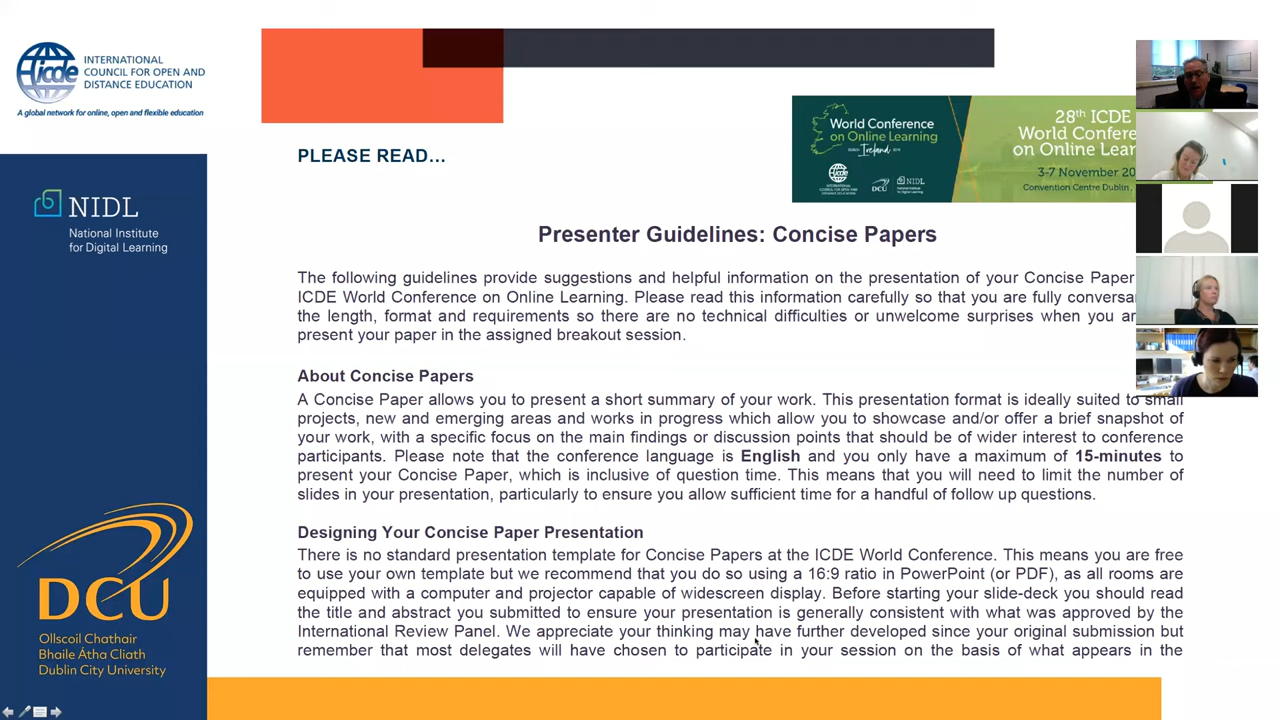 icde
INTERNATIONAL
COUNCIL FOR OPEN AND
DISTANCE EDUCATION
A global network for online, open and flexible education
NIDL
National Institute
for Digital Learning
DCU
Ollscoil Chathair
Bhaile Átha Cliath
Dublin City University
PLEASE READ...
World Conference
on Online Learning
Ireland
DCU
NIDL
28th ICDE
World Confere
on Online Lear
3-7 November 20
Convention Centre Dublin,
Presenter Guidelines: Concise Papers
The following guidelines provide suggestions and helpful information on the presentation of your Concise Paper
ICDE World Conference on Online Learning. Please read this information carefully so that you are fully conversa
the length, format and requirements so there are no technical difficulties or unwelcome surprises when you a
present your paper in the assigned breakout session.
About Concise Papers
A Concise Paper allows you to present a short summary of your work. This presentation format is ideally suited to small
projects, new and emerging areas and works in progress which allow you to showcase and/or offer a brief snapshot of
your work, with a specific focus on the main findings or discussion points that should be of wider interest to conference
participants. Please note that the conference language is English and you only have a maximum of 15-minutes to
present your Concise Paper, which is inclusive of question time. This means that you will need to limit the number of
slides in your presentation, particularly to ensure you allow sufficient time for a handful of follow up questions.
Designing Your Concise Paper Presentation
There is no standard presentation template for Concise Papers at the ICDE World Conference. This means you are free
to use your own template but we recommend that you do so using a 16:9 ratio in PowerPoint (or PDF), as all rooms are
equipped with a computer and projector capable of widescreen display. Before starting your slide-deck you should read
the title and abstract you submitted to ensure your presentation is generally consistent with what was approved by the
International Review Panel. We appreciate your thinking may have further developed since your original submission but
remember that most delegates will have chosen to participate in your session on the basis of what appears in the